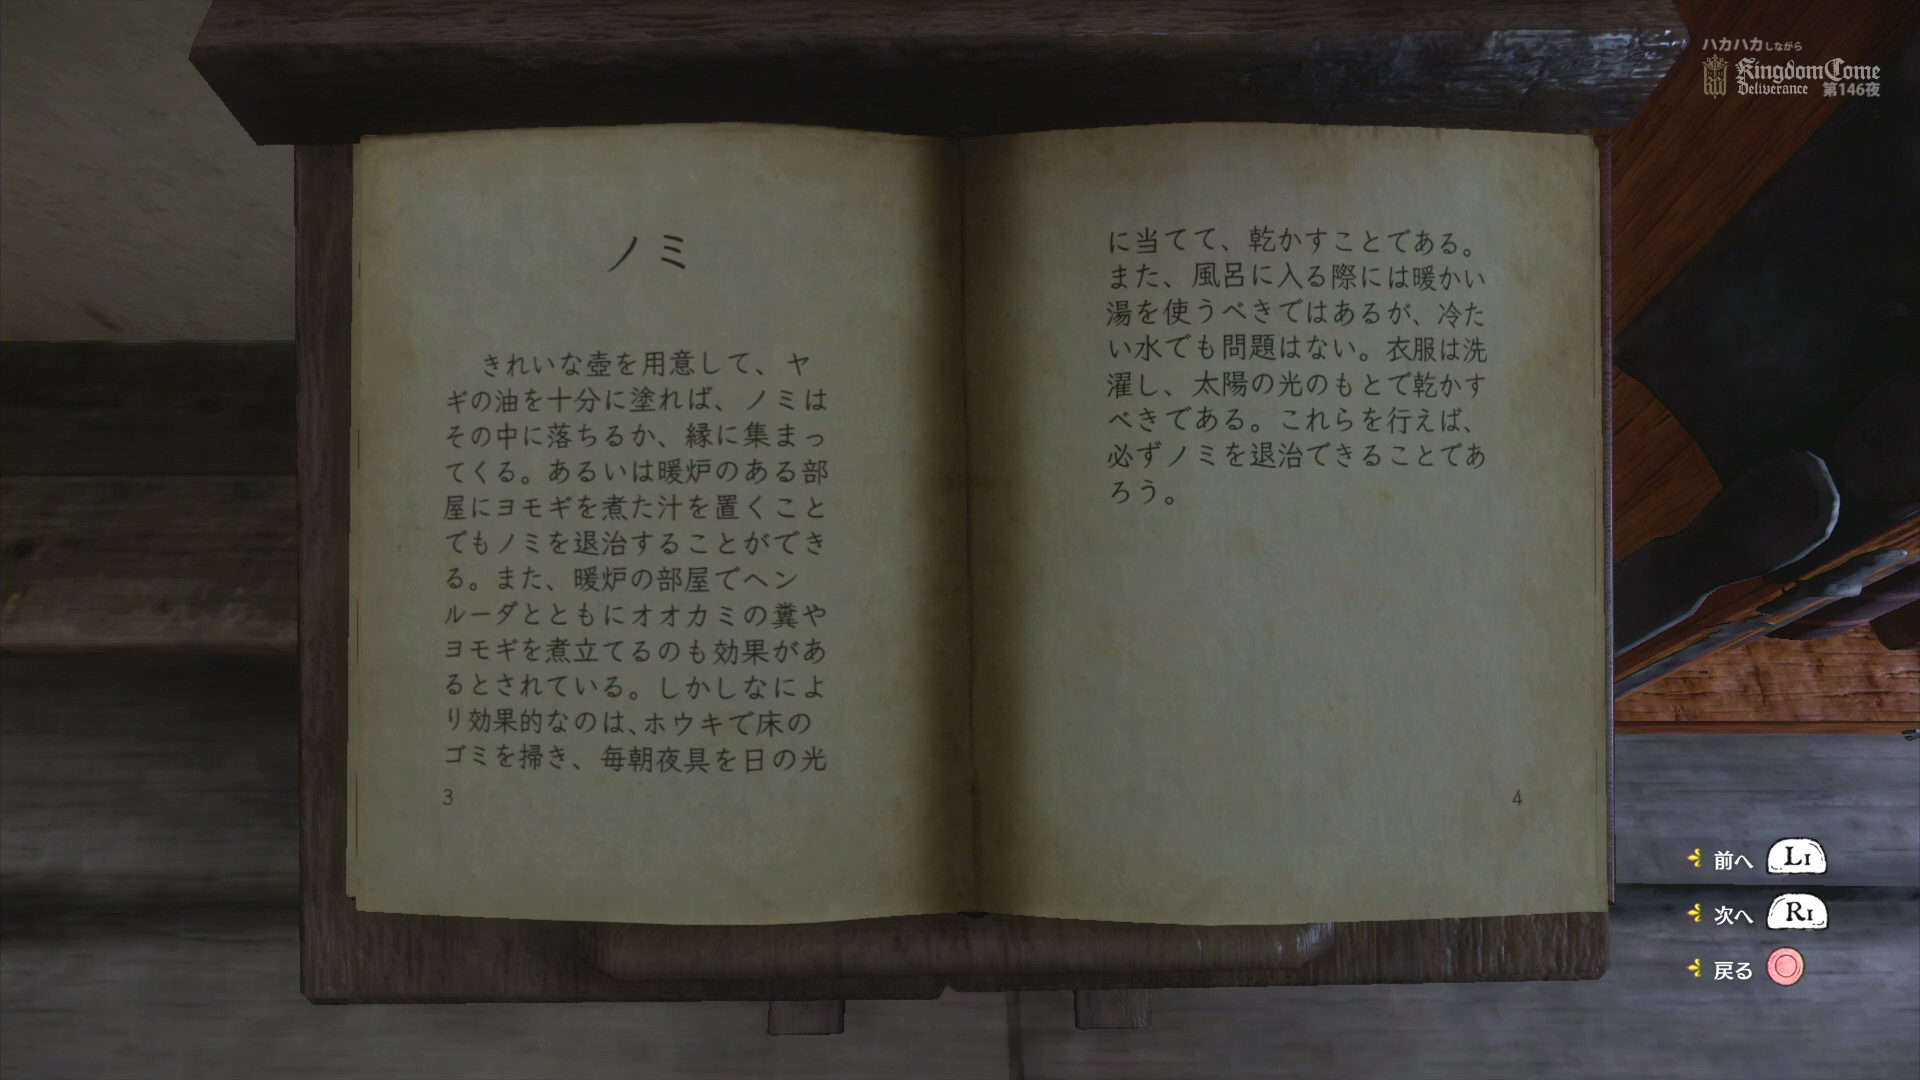 ハカハカしながら
Kingdom Come
Deliverance 第146夜
ノミ
きれいな壺を用意して、ヤ
ギの油を十分に塗れば、ノミは
その中に落ちるか、縁に集まっ
てくる。あるいは暖炉のある部
屋にヨモギを煮た汁を置くこと
でもノミを退治することができ
る。また、暖炉の部屋でヘン
ルーダとともにオオカミの糞や
ヨモギを煮立てるのも効果があ
るとされている。しかしなによ
り効果的なのは、ホウキで床の
ゴミを掃き、毎朝夜具を日の光
3
に当てて、乾かすことである。
また、風呂に入る際には暖かい
湯を使うべきではあるが、冷た
い水でも問題はない。衣服は洗
濯し、太陽の光のもとで乾かす
べきである。これらを行えば、
必ずノミを退治できることであ
ろう。
4
前へ L1
次へ R1
戻る